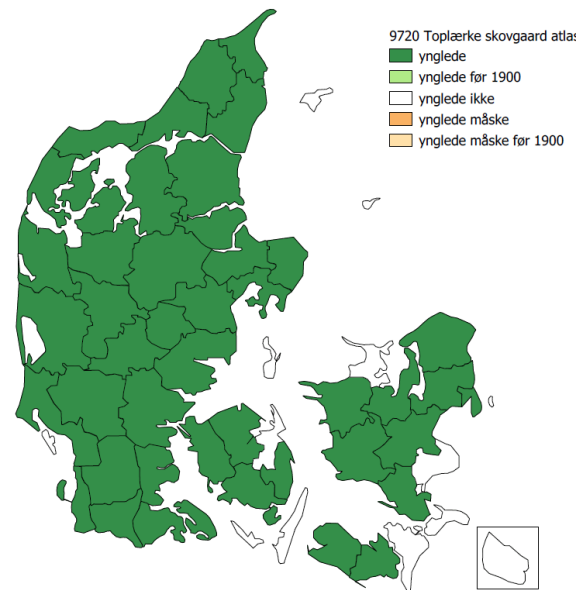 9720 Toplærke skovgaard atlas
ynglede
ynglede før 1900
ynglede ikke
ynglede måske
ynglede måske før 1900